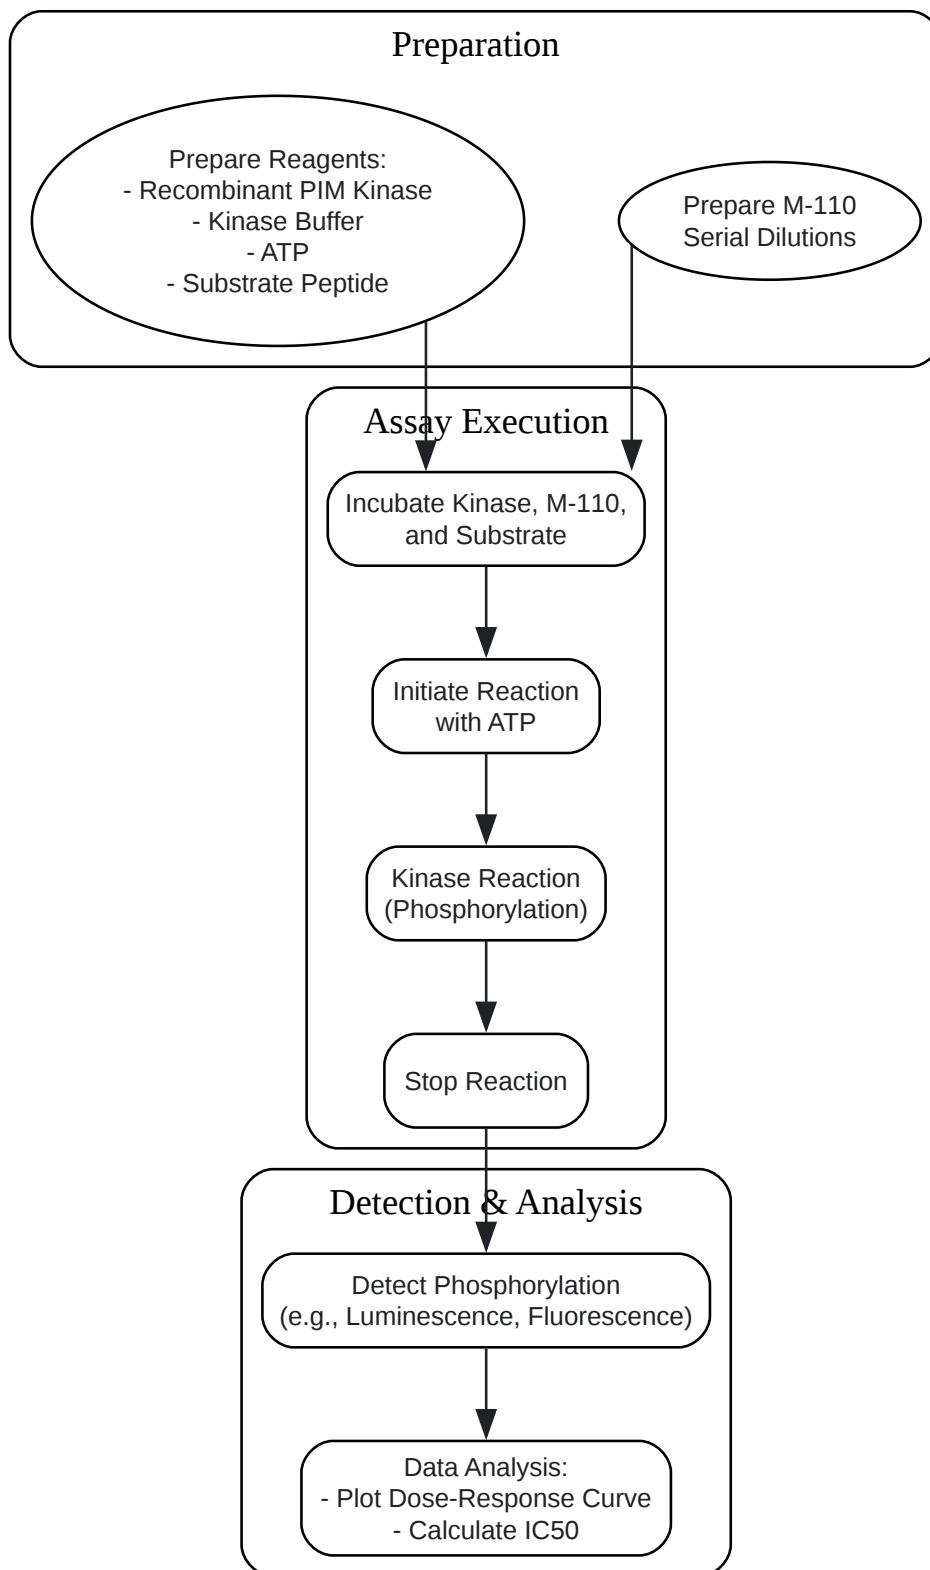 Preparation
Prepare Reagents:
- Recombinant PIM Kinase
- Kinase Buffer
- ATP
- Substrate Peptide
Prepare M-110
Serial Dilutions
Assay Execution
Incubate Kinase, M-110,
and Substrate
Initiate Reaction
with ATP
Kinase Reaction
(Phosphorylation)
Stop Reaction
Detection & Analysis
Detect Phosphorylation
(e.g., Luminescence, Fluorescence)
Data Analysis:
- Plot Dose-Response Curve
- Calculate IC50